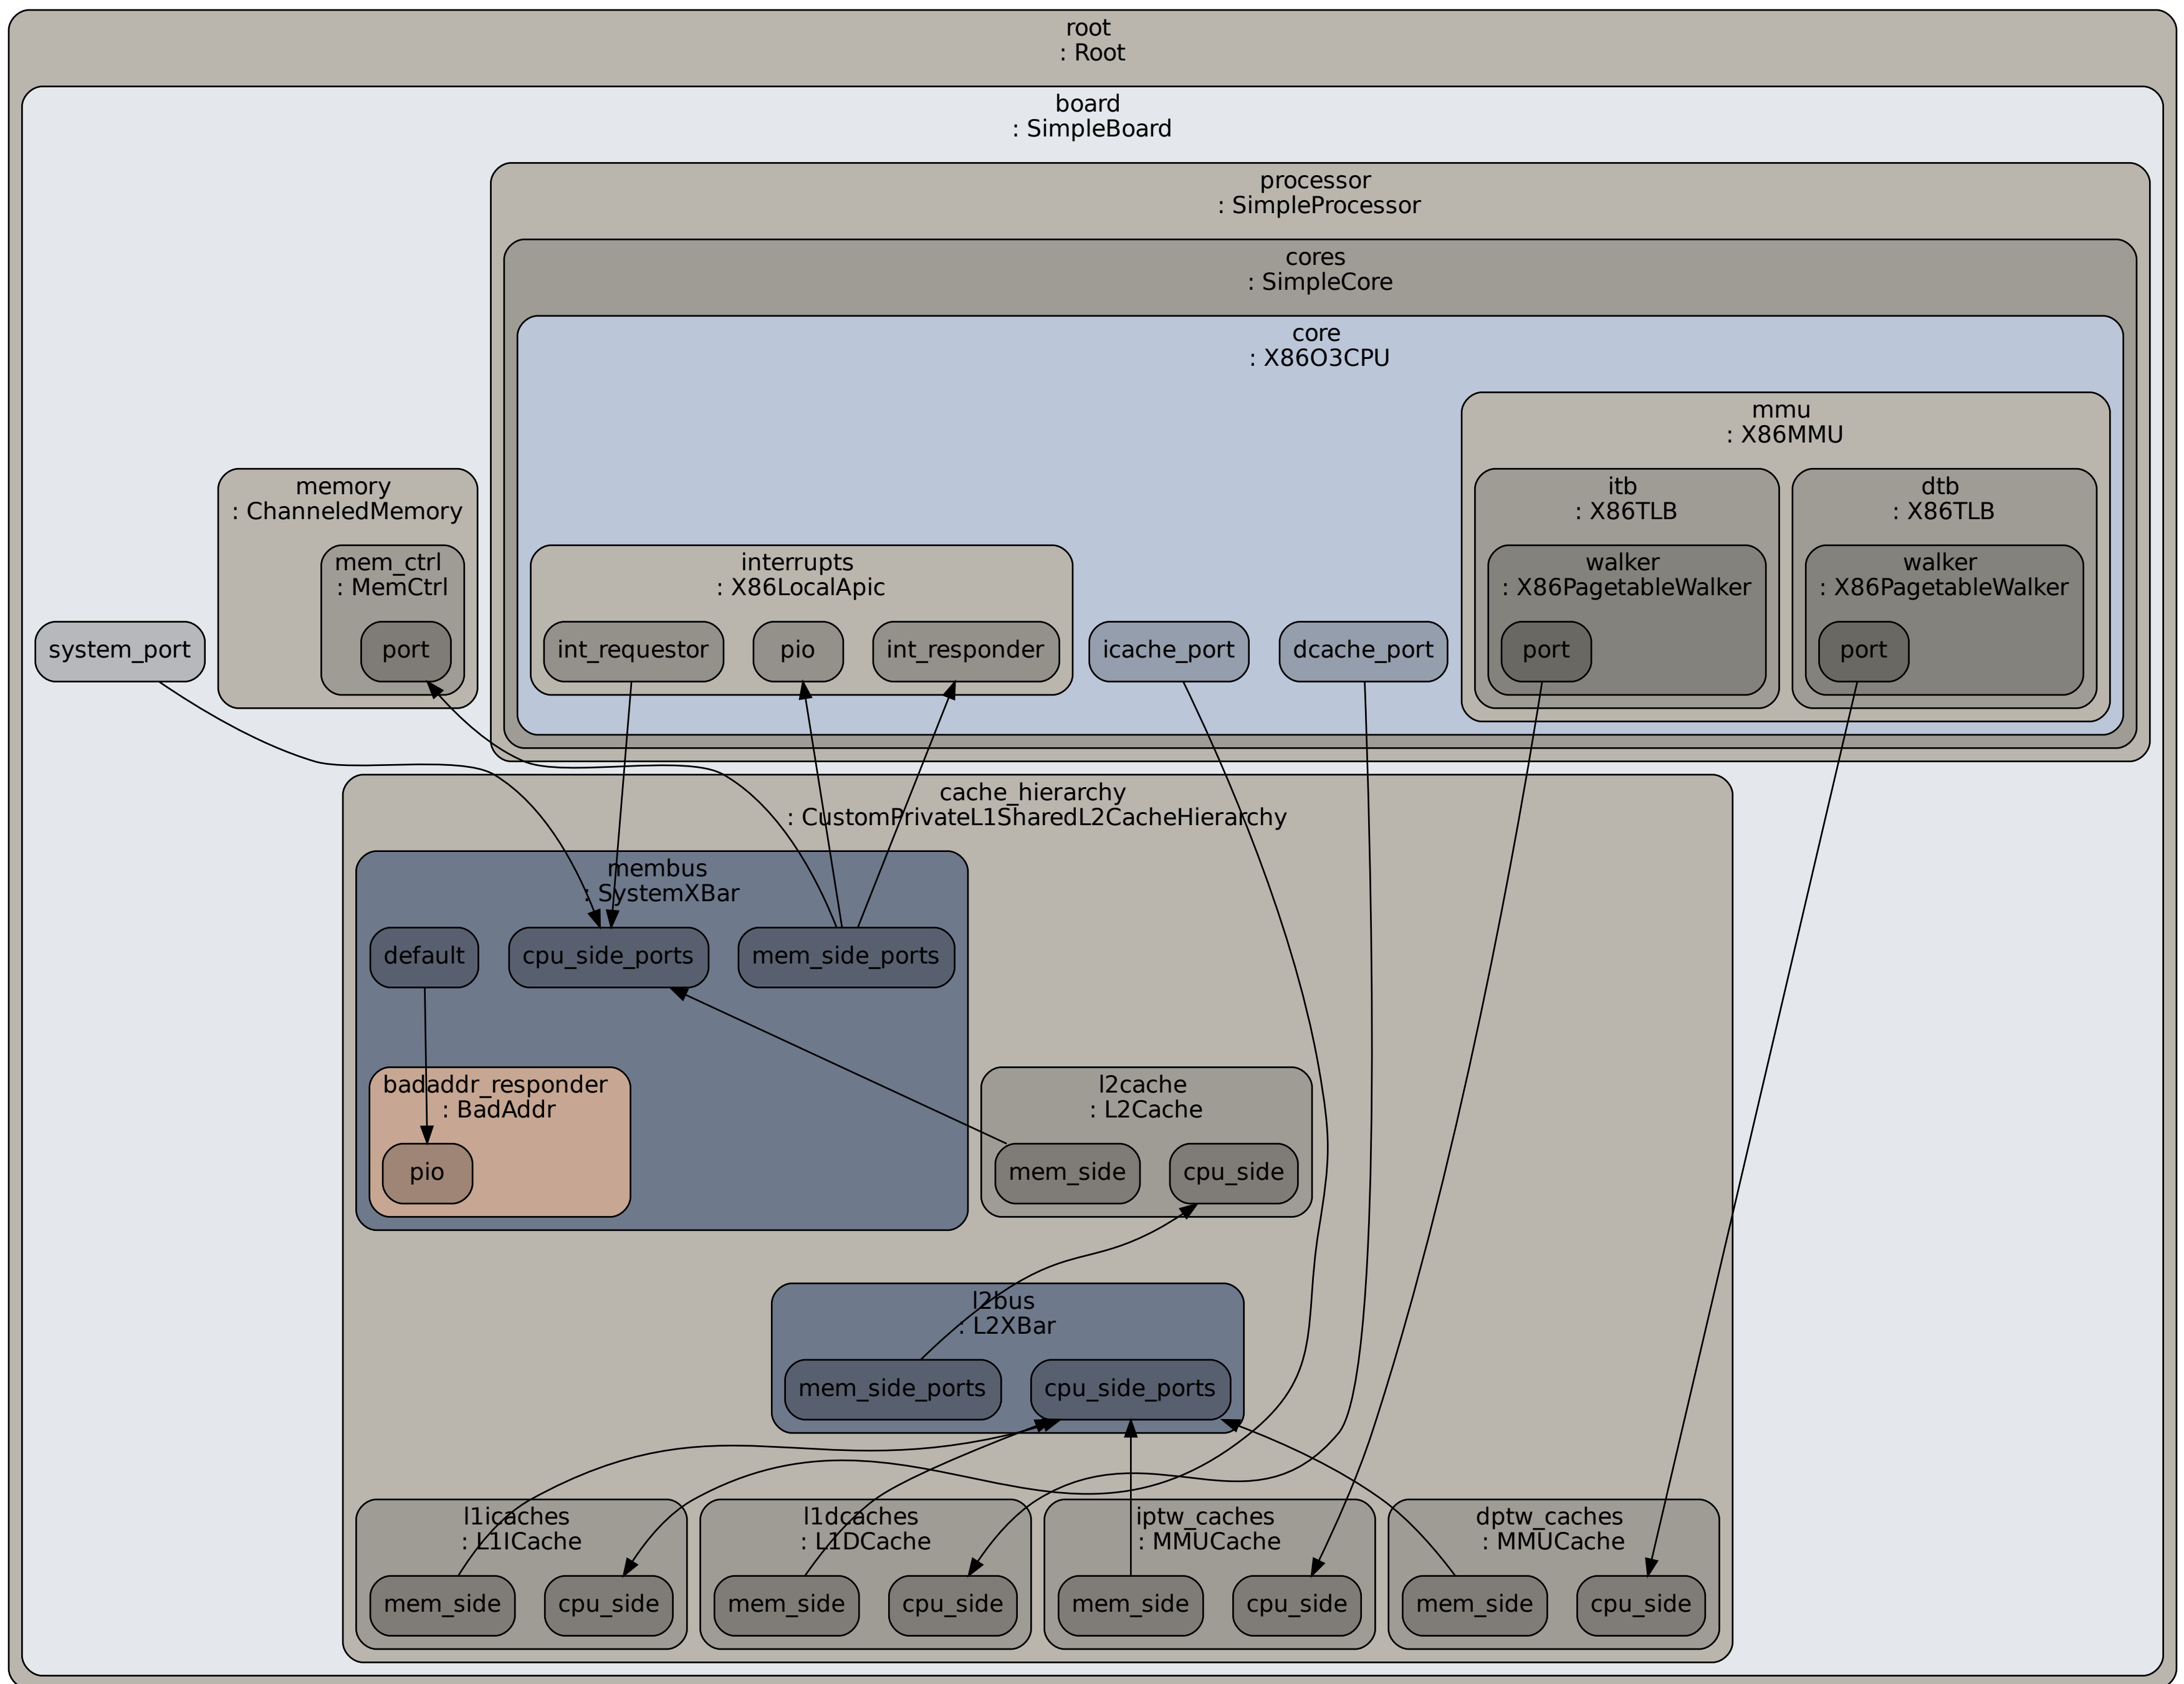 root
: Root
board
: SimpleBoard
processor
: SimpleProcessor
cores
: SimpleCore
core
: X86O3CPU
mmu
: X86MMU
memory
: ChanneledMemory
itb
: X86TLB
dtb
: X86TLB
mem_ctrl
: MemCtrl
interrupts
: X86LocalApic
walker
: X86PagetableWalker
walker
: X86PagetableWalker
system_port
port
int_requestor
pio
int_responder
icache_port
dcache_port
port
port
cache_hierarchy
: CustomPrivateL1SharedL2CacheHierarchy
membus
: SystemXBar
default
cpu_side_ports
mem_side_ports
badaddr_responder
: BadAddr
pio
l2cache
: L2Cache
mem_side
cpu_side
l2bus
: L2XBar
mem_side_ports
cpu_side_ports
l1icaches
: L1ICache
mem_side
cpu_side
l1dcaches
: L1DCache
mem_side
cpu_side
iptw_caches
: MMUCache
mem_side
cpu_side
dptw_caches
: MMUCache
mem_side
cpu_side